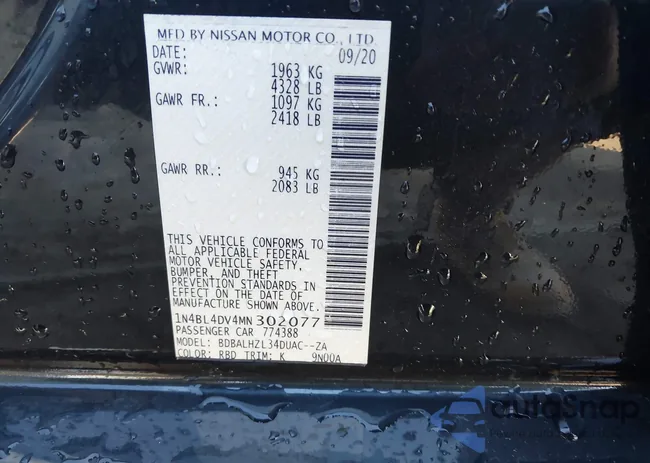 MFD BY NISSAN MOTOR CO., LTD
DATE: 09/20
GVWR: 1963 KG
4328 LB
GAWR FR.: 1097 KG
2418 LB
GAWR RR.: 945 KG
2083 LB
THIS VEHICLE CONFORMS TO
ALL APPLICABLE FEDERAL
MOTOR VEHICLE SAFETY,
BUMPER, AND THEFT
PREVENTION STANDARDS IN
EFFECT ON THE DATE OF
MANUFACTURE SHOWN ABOVE.
1N4BL4DV4MN302077
PASSENGER CAR 774388
MODEL: BDBALHZL34DUAC--ZA
COLOR: RBD TRIM: K 9N00A
autoSnap